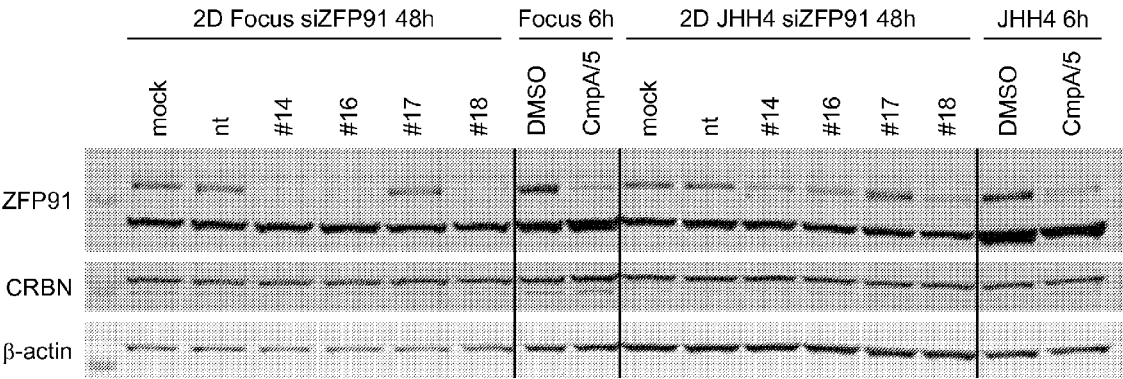 2D Focus siZFP91 48h Focus 6h 2D JHH4 siZFP91 48h JHH4 6h
mock nt #14 #16 #17 #18 DMSO CmpA/5 mock nt #14 #16 #17 #18 DMSO CmpA/5
ZFP91
CRBN
β-actin